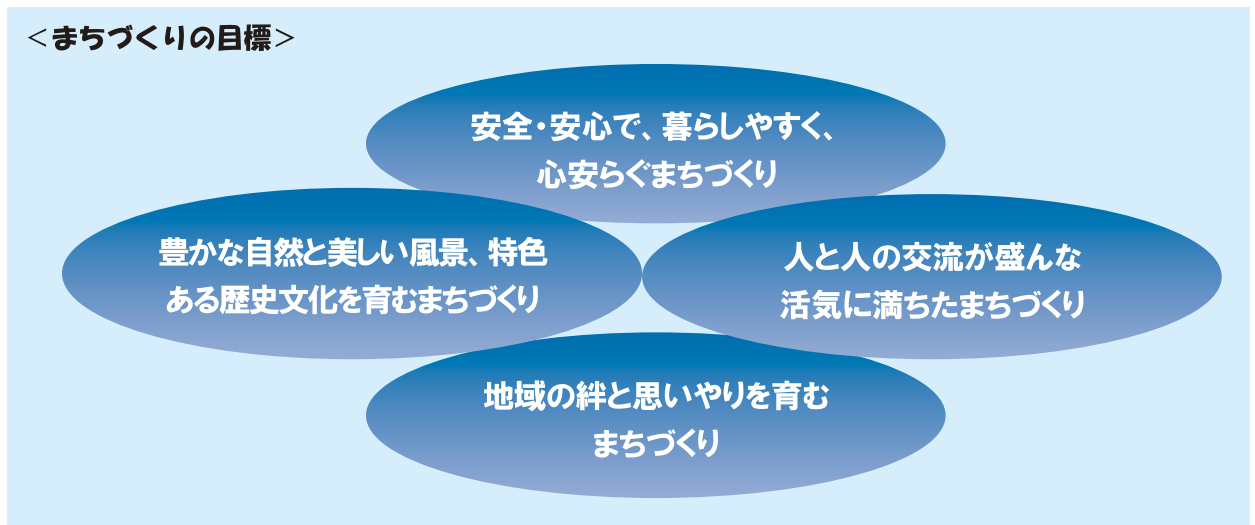 ＜まちづくりの目標＞
安全・安心で、暮らしやすく、
心安らぐまちづくり
豊かな自然と美しい風景、特色
ある歴史文化を育むまちづくり
人と人の交流が盛んな
活気に満ちたまちづくり
地域の絆と思いやりを育む
まちづくり